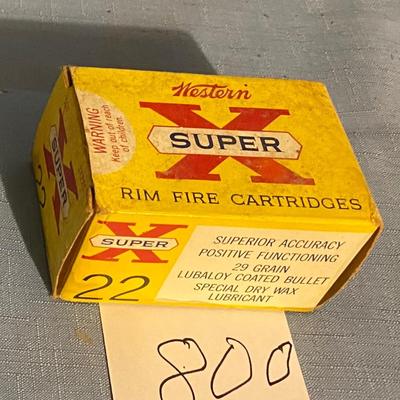 Western
SUPER X
RIM FIRE CARTRIDGES
WARNING
Keep out of reach
of children.
22
SUPER X
22
SUPERIOR ACCURACY
POSITIVE FUNCTIONING
29 GRAIN
LUBALOY COATED BULLET
SPECIAL DRY WAX
LUBRICANT
800